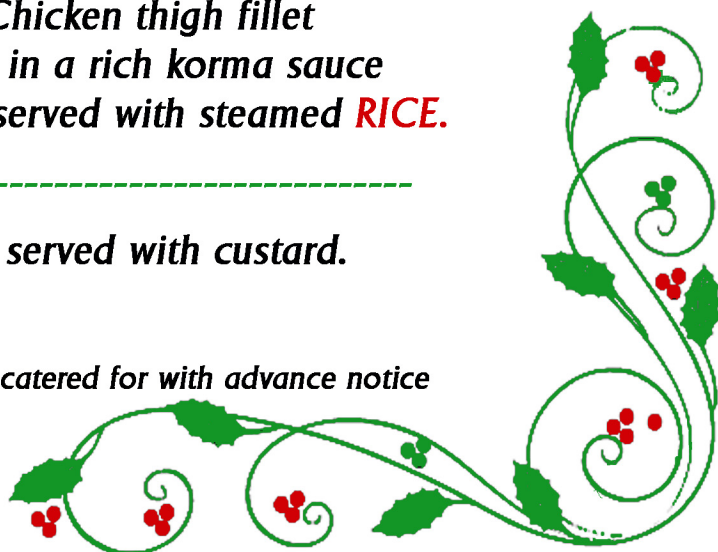 Chicken thigh fillet
in a rich korma sauce
served with steamed RICE.
----------------------------
served with custard.
catered for with advance notice